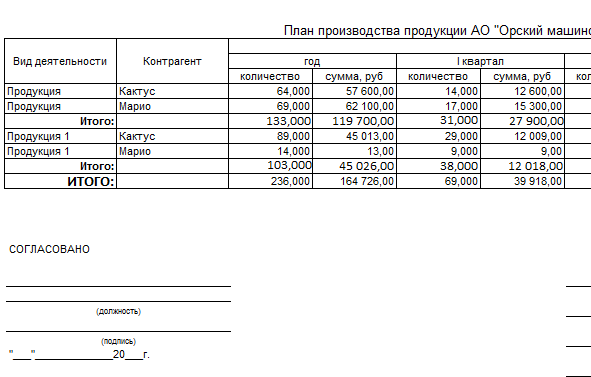 План производства продукции АО "Орский машино
Вид деятельности Контрагент год I квартал
количество сумма, руб количество сумма, руб кол
Продукция Кактус 64,000 57 600,00 14,000 12 600,00
Продукция Марио 69,000 62 100,00 17,000 15 300,00
Итого: 133,000 119 700,00 31,000 27 900,00
Продукция 1 Кактус 89,000 45 013,00 29,000 12 009,00
Продукция 1 Марио 14,000 13,00 9,000 9,00
Итого: 103,000 45 026,00 38,000 12 018,00
ИТОГО: 236,000 164 726,00 69,000 39 918,00
СОГЛАСОВАНО
(должность)
(подпись)
"___"_____________20___г.